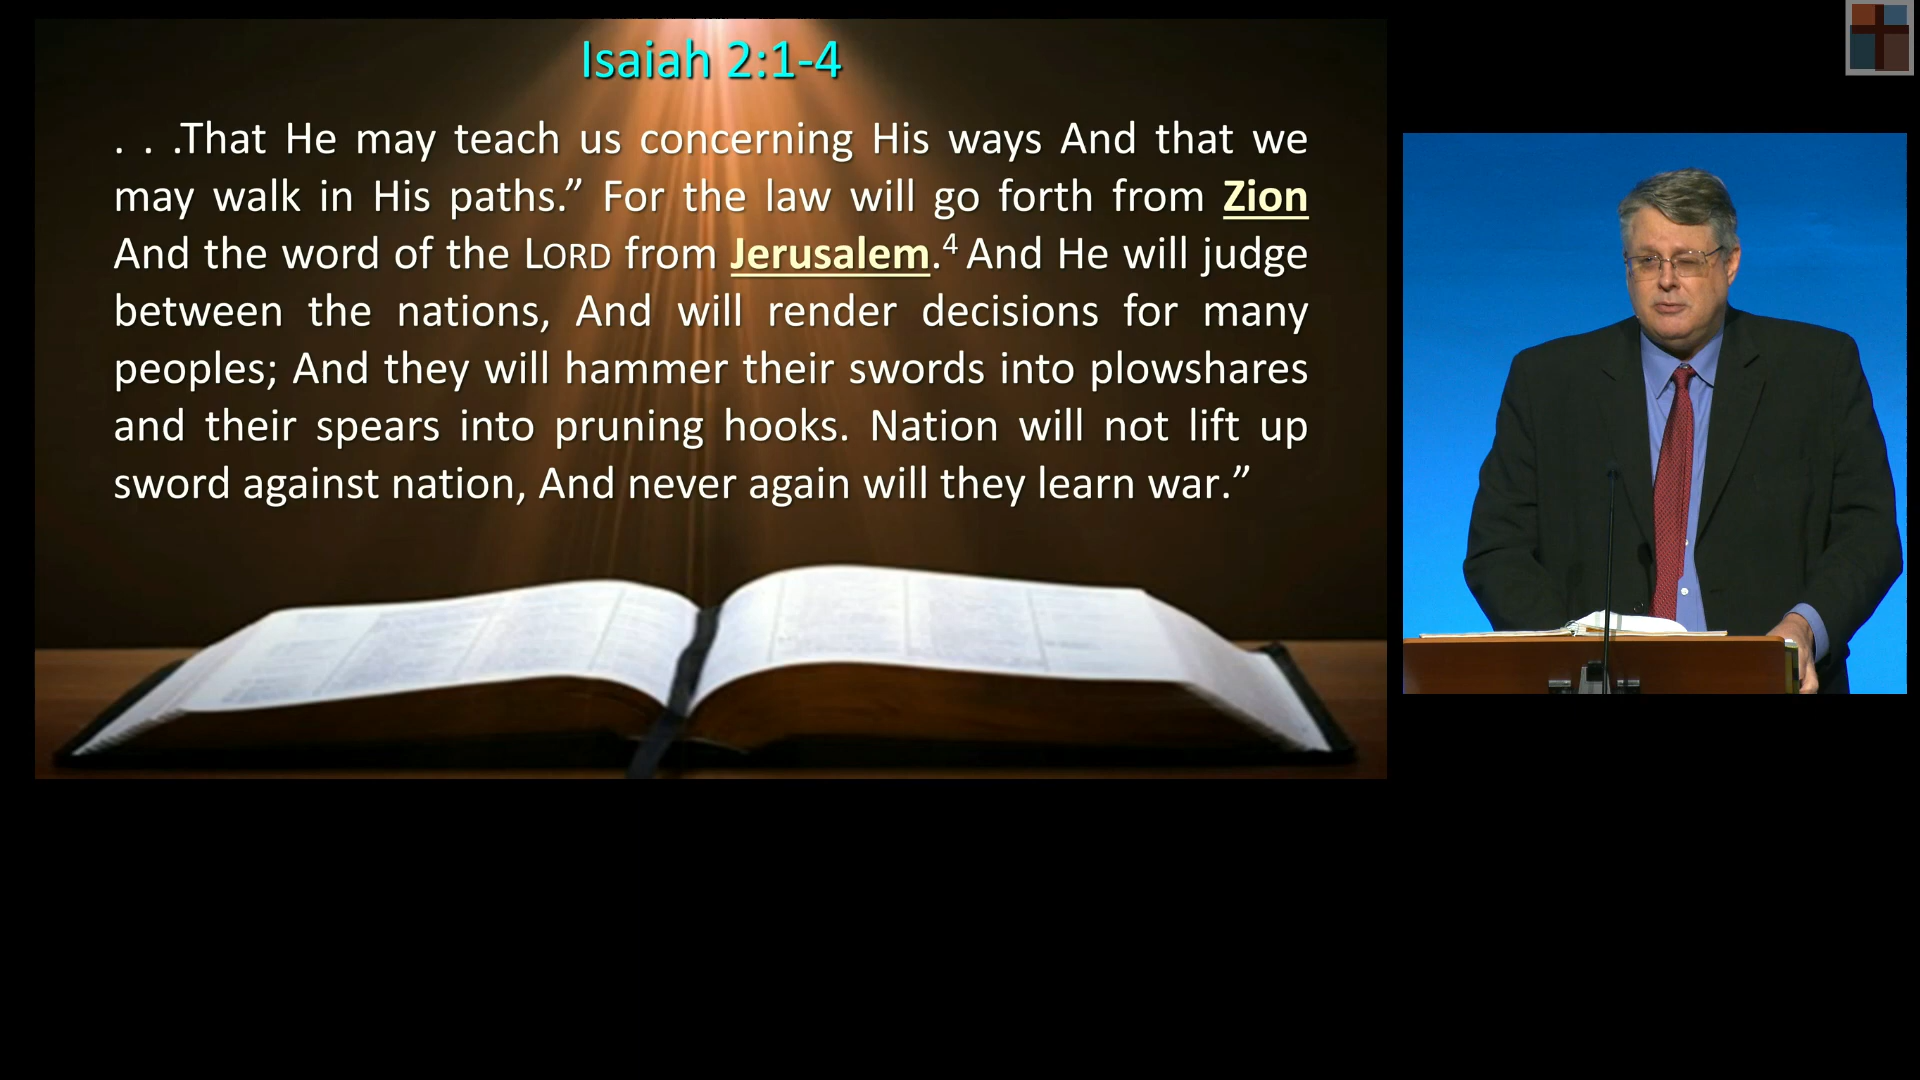 Isaiah 2:1-4
. . .That He may teach us concerning His ways And that we
may walk in His paths.” For the law will go forth from Zion
And the word of the LORD from Jerusalem.⁴ And He will judge
between the nations, And will render decisions for many
peoples; And they will hammer their swords into plowshares
and their spears into pruning hooks. Nation will not lift up
sword against nation, And never again will they learn war.”